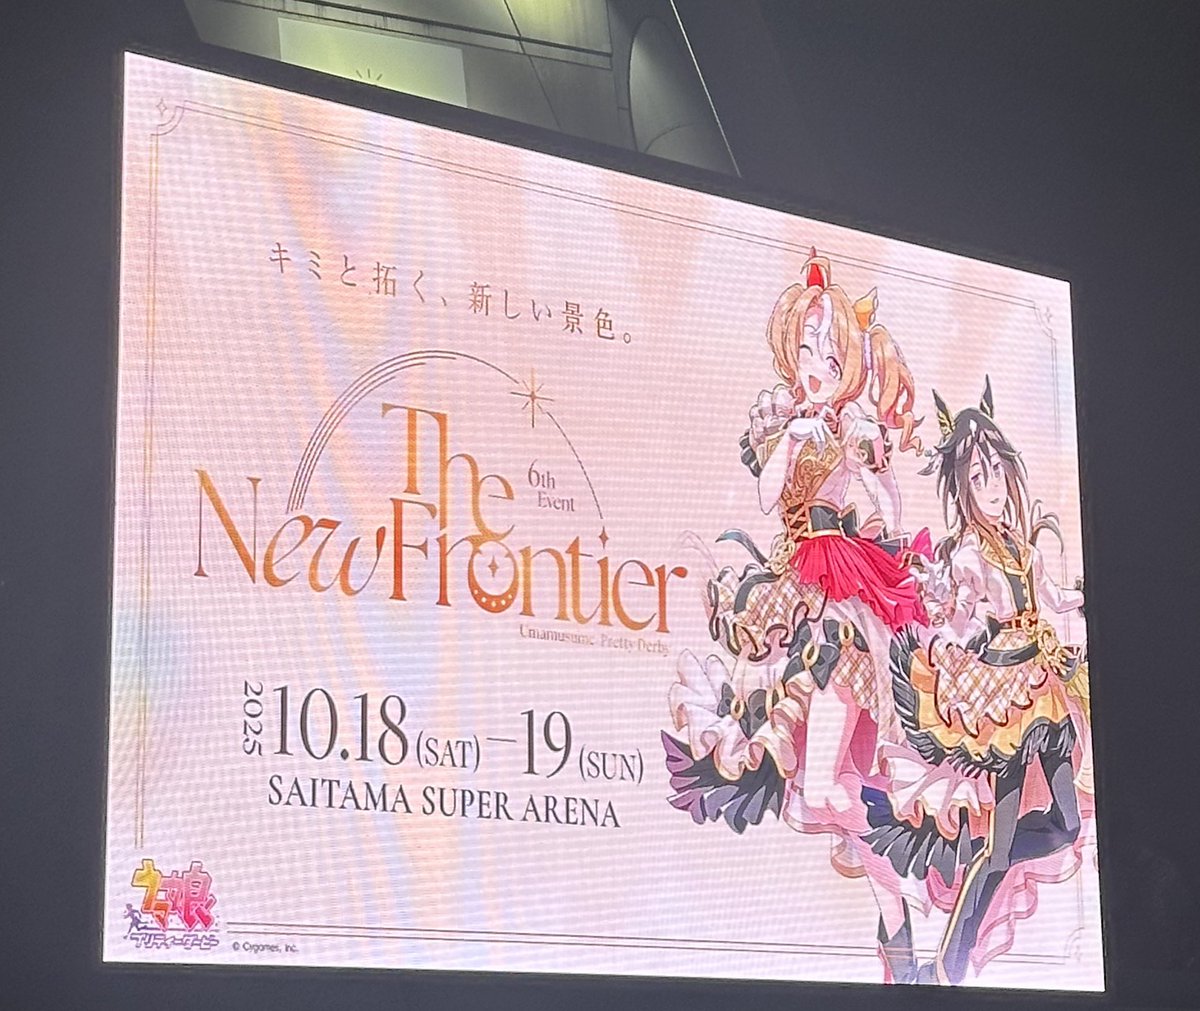 キミと拓く、新しい景色。
The
New Frontier
6th
Event
Umamusume Pretty Derby
2025
10.18(SAT)–19(SUN)
SAITAMA SUPER ARENA
ウマ娘
プリティーダービー
© Cygames, Inc.